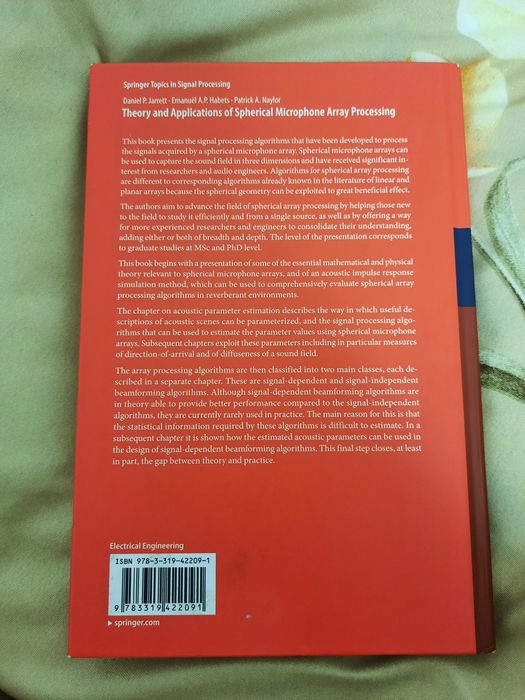 Springer Topics in Signal Processing
Daniel P. Jarrett · Emanuël A.P. Habets · Patrick A. Naylor
Theory and Applications of Spherical Microphone Array Processing
This book presents the signal processing algorithms that have been developed to process
the signals acquired by a spherical microphone array. Spherical microphone arrays can
be used to capture the sound field in three dimensions and have received significant in-
terest from researchers and audio engineers. Algorithms for spherical array processing
are different to corresponding algorithms already known in the literature of linear and
planar arrays because the spherical geometry can be exploited to great beneficial effect.
The authors aim to advance the field of spherical array processing by helping those new
to the field to study it efficiently and from a single source, as well as by offering a way
for more experienced researchers and engineers to consolidate their understanding,
adding either or both of breadth and depth. The level of the presentation corresponds
to graduate studies at MSc and PhD level.
This book begins with a presentation of some of the essential mathematical and physical
theory relevant to spherical microphone arrays, and of an acoustic impulse response
simulation method, which can be used to comprehensively evaluate spherical array
processing algorithms in reverberant environments.
The chapter on acoustic parameter estimation describes the way in which useful de-
scriptions of acoustic scenes can be parameterized, and the signal processing algo-
rithms that can be used to estimate the parameter values using spherical microphone
arrays. Subsequent chapters exploit these parameters including in particular measures
of direction-of-arrival and of diffuseness of a sound field.
The array processing algorithms are then classified into two main classes, each de-
scribed in a separate chapter. These are signal-dependent and signal-independent
beamforming algorithms. Although signal-dependent beamforming algorithms are
in theory able to provide better performance compared to the signal-independent
algorithms, they are currently rarely used in practice. The main reason for this is that
the statistical information required by these algorithms is difficult to estimate. In a
subsequent chapter it is shown how the estimated acoustic parameters can be used in
the design of signal-dependent beamforming algorithms. This final step closes, at least
in part, the gap between theory and practice.
Electrical Engineering
ISBN 978-3-319-42209-1
9 783319 422091
▶ springer.com